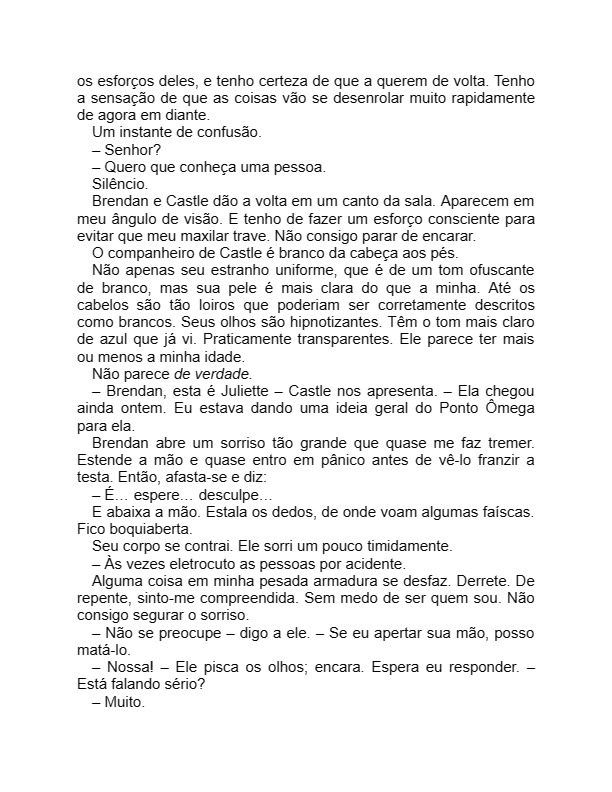 os esforços deles, e tenho certeza de que a querem de volta. Tenho
a sensação de que as coisas vão se desenrolar muito rapidamente
de agora em diante.
Um instante de confusão.
– Senhor?
– Quero que conheça uma pessoa.
Silêncio.
Brendan e Castle dão a volta em um canto da sala. Aparecem em
meu ângulo de visão. E tenho de fazer um esforço consciente para
evitar que meu maxilar trave. Não consigo parar de encarar.
O companheiro de Castle é branco da cabeça aos pés.
Não apenas seu estranho uniforme, que é de um tom ofuscante
de branco, mas sua pele é mais clara do que a minha. Até os
cabelos são tão loiros que poderiam ser corretamente descritos
como brancos. Seus olhos são hipnotizantes. Têm o tom mais claro
de azul que já vi. Praticamente transparentes. Ele parece ter mais
ou menos a minha idade.
Não parece de verdade.
– Brendan, esta é Juliette – Castle nos apresenta. – Ela chegou
ainda ontem. Eu estava dando uma ideia geral do Ponto Ômega
para ela.
Brendan abre um sorriso tão grande que quase me faz tremer.
Estende a mão e quase entro em pânico antes de vê-lo franzir a
testa. Então, afasta-se e diz:
– É… espere… desculpe…
E abaixa a mão. Estala os dedos, de onde voam algumas faíscas.
Fico boquiaberta.
Seu corpo se contrai. Ele sorri um pouco timidamente.
– Às vezes eletrocuto as pessoas por acidente.
Alguma coisa em minha pesada armadura se desfaz. Derrete. De
repente, sinto-me compreendida. Sem medo de ser quem sou. Não
consigo segurar o sorriso.
– Não se preocupe – digo a ele. – Se eu apertar sua mão, posso
matá-lo.
– Nossa! – Ele pisca os olhos; encara. Espera eu responder. –
Está falando sério?
– Muito.